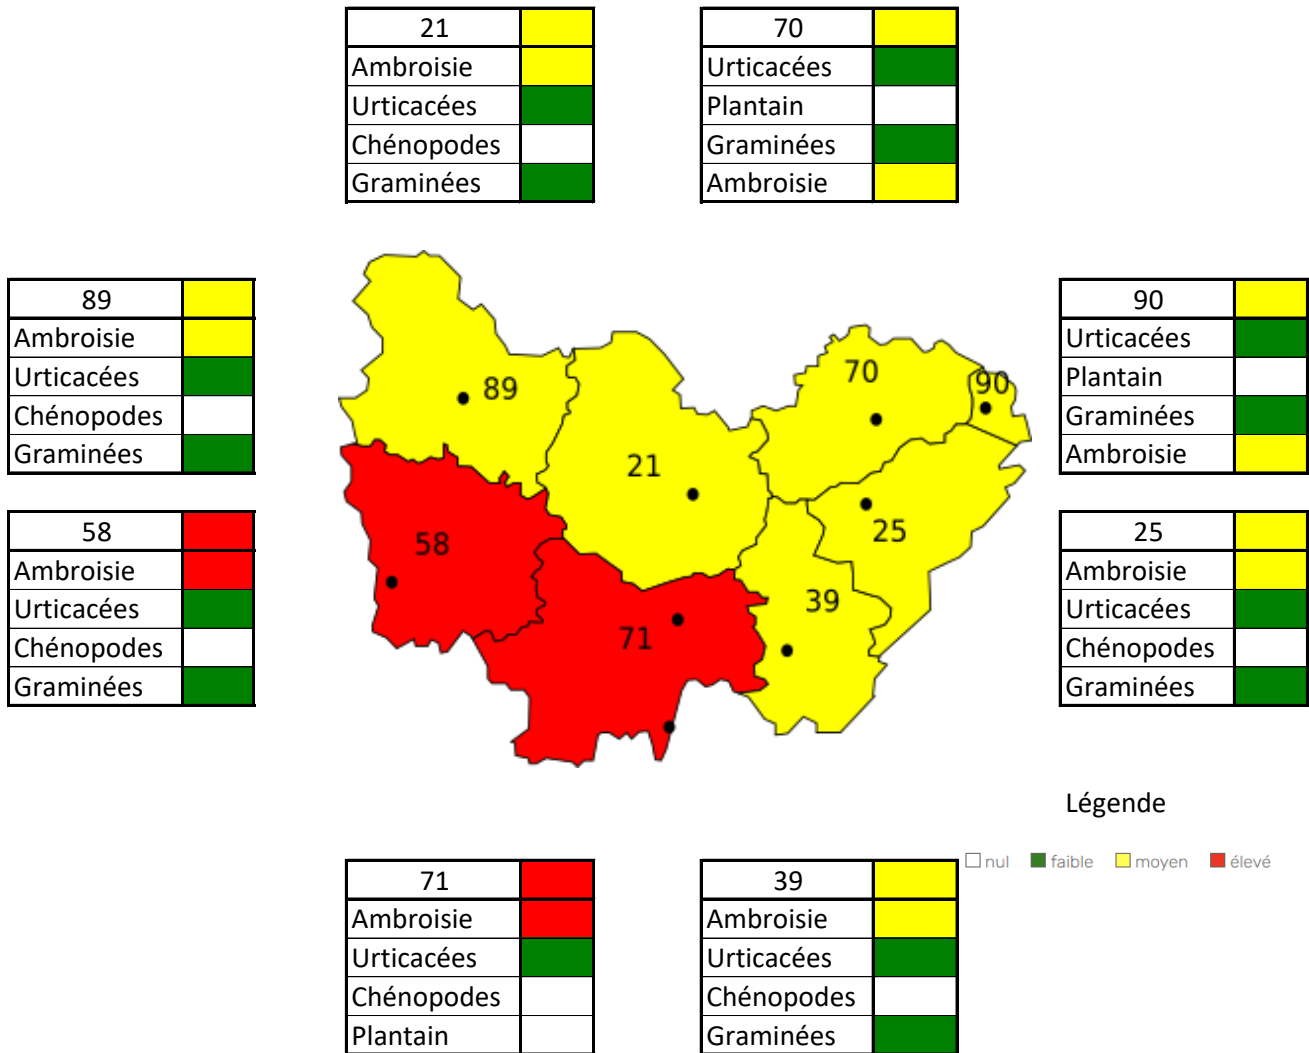 21
Ambroisie
Urticacées
Chénopodes
Graminées
70
Urticacées
Plantain
Graminées
Ambroisie
89
Ambroisie
Urticacées
Chénopodes
Graminées
58
Ambroisie
Urticacées
Chénopodes
Graminées
89
21
70
90
58
25
71
39
90
Urticacées
Plantain
Graminées
Ambroisie
25
Ambroisie
Urticacées
Chénopodes
Graminées
Légende
nul faible moyen élevé
71
Ambroisie
Urticacées
Chénopodes
Plantain
39
Ambroisie
Urticacées
Chénopodes
Graminées